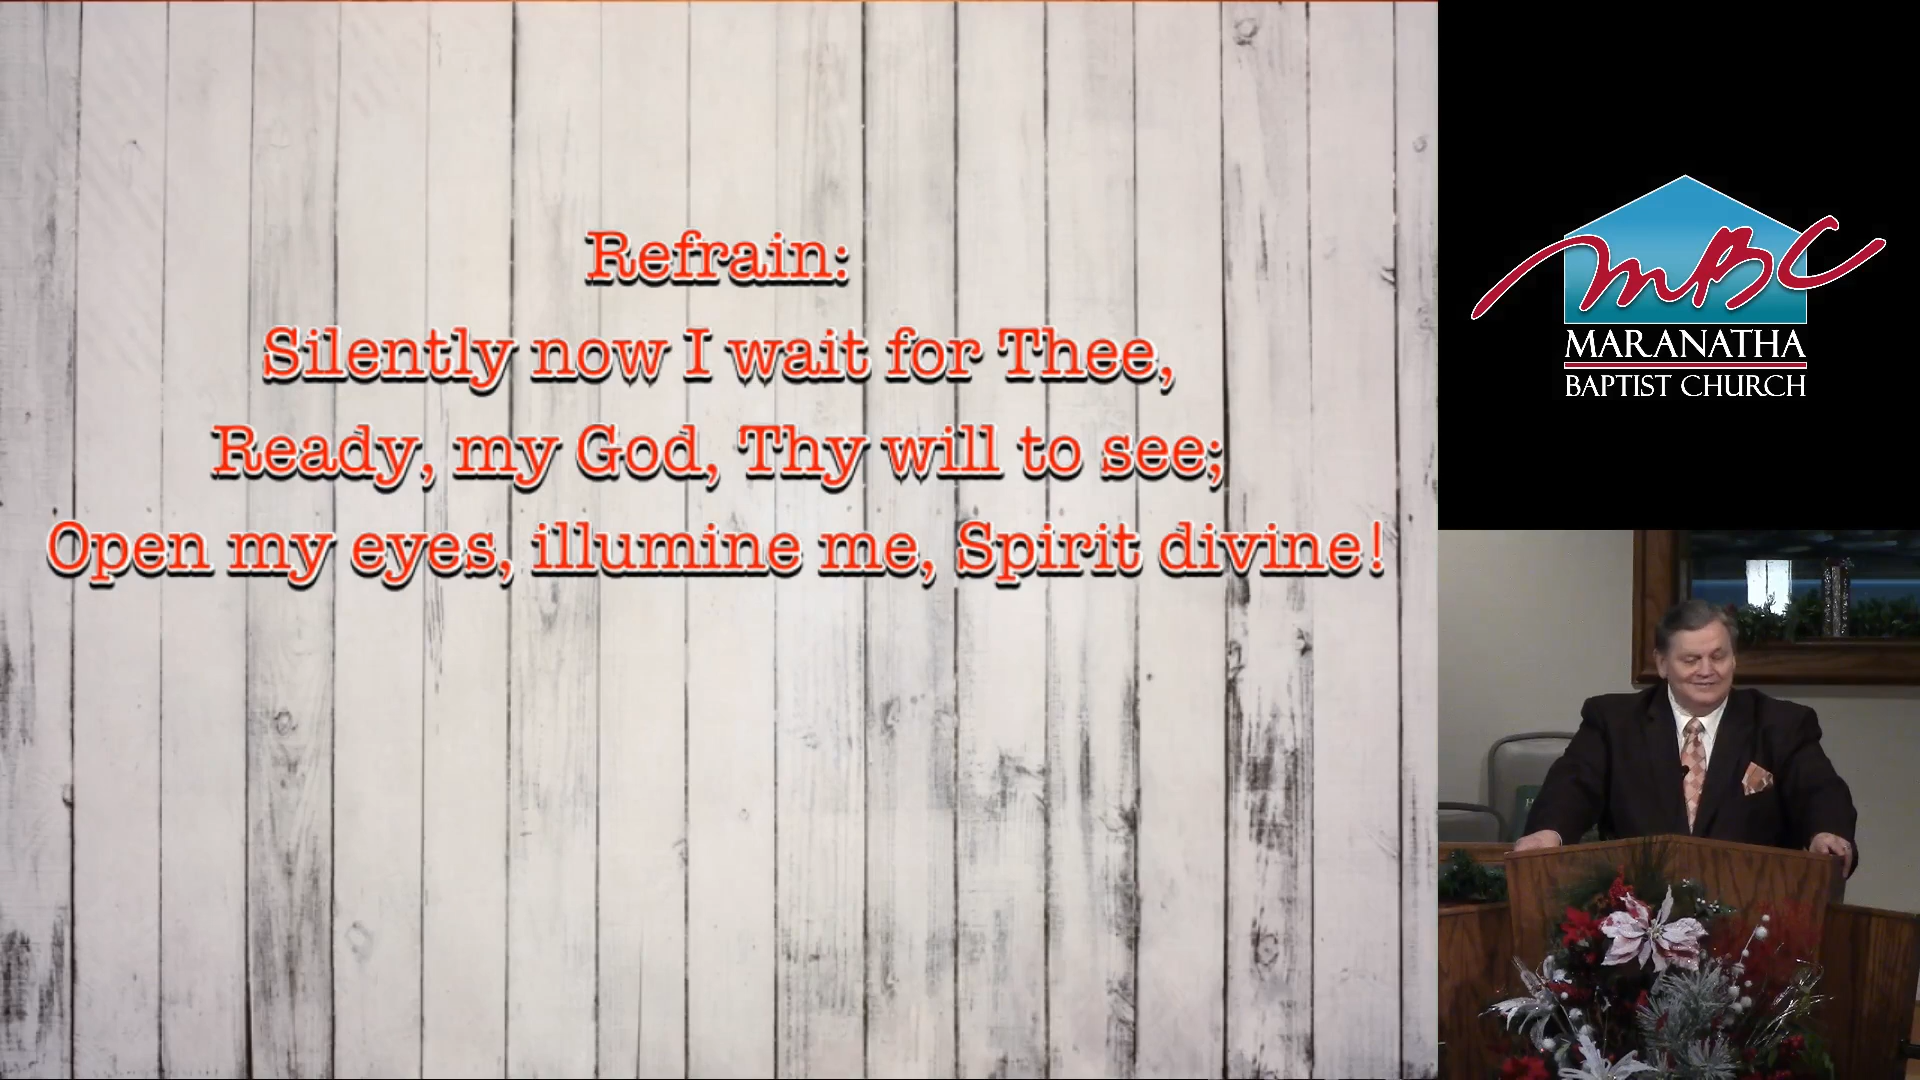 Refrain:
Silently now I wait for Thee,
Ready, my God, Thy will to see;
Open my eyes, illumine me, Spirit divine!
MBC
MARANATHA
BAPTIST CHURCH